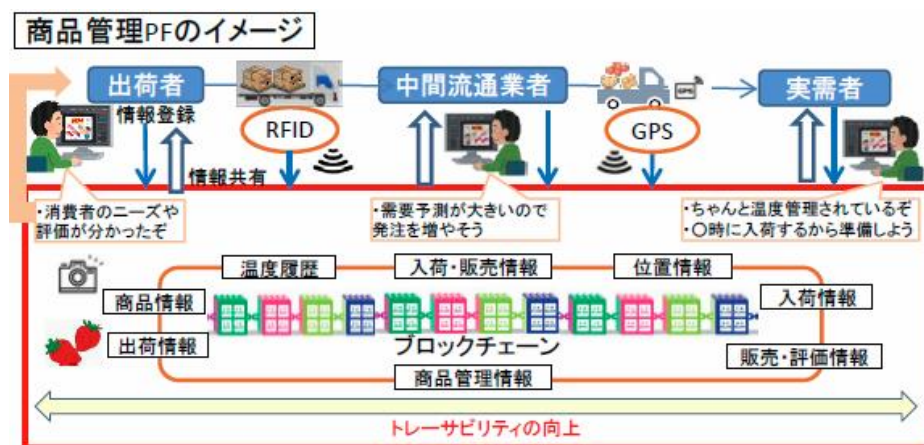 商品管理PFのイメージ
出荷者
中間流通業者
実需者
情報登録
RFID
GPS
GPS
情報共有
・消費者のニーズや
評価が分かったぞ
・需要予測が大きいので
発注を増やそう
・ちゃんと温度管理されているぞ
・〇時に入荷するから準備しよう
温度履歴
入荷・販売情報
位置情報
商品情報
入荷情報
出荷情報
ブロックチェーン
販売・評価情報
商品管理情報
トレーサビリティの向上